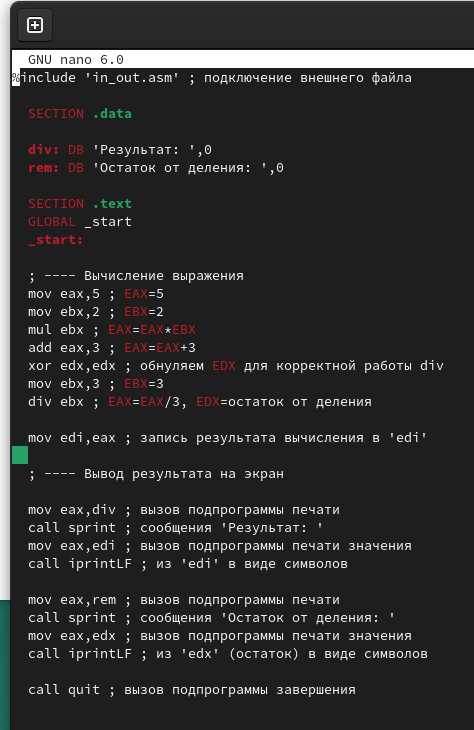 GNU nano 6.0
%include 'in_out.asm' ; подключение внешнего файла
SECTION .data
div: DB 'Результат: ',0
rem: DB 'Остаток от деления: ',0
SECTION .text
GLOBAL _start
_start:
; ---- Вычисление выражения
mov eax,5 ; EAX=5
mov ebx,2 ; EBX=2
mul ebx ; EAX=EAX*EBX
add eax,3 ; EAX=EAX+3
xor edx,edx ; обнуляем EDX для корректной работы div
mov ebx,3 ; EBX=3
div ebx ; EAX=EAX/3, EDX=остаток от деления
mov edi,eax ; запись результата вычисления в 'edi'
; ---- Вывод результата на экран
mov eax,div ; вызов подпрограммы печати
call sprint ; сообщения 'Результат: '
mov eax,edi ; вызов подпрограммы печати значения
call iprintLF ; из 'edi' в виде символов
mov eax,rem ; вызов подпрограммы печати
call sprint ; сообщения 'Остаток от деления: '
mov eax,edx ; вызов подпрограммы печати значения
call iprintLF ; из 'edx' (остаток) в виде символов
call quit ; вызов подпрограммы завершения